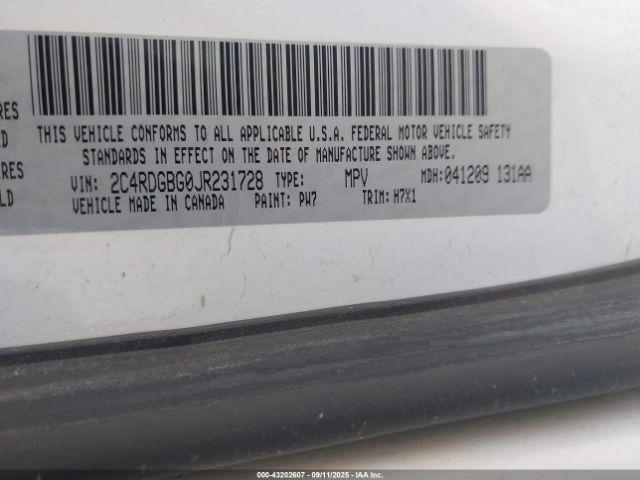 RES
THIS VEHICLE CONFORMS TO ALL APPLICABLE U.S.A. FEDERAL MOTOR VEHICLE SAFETY
D
STANDARDS IN EFFECT ON THE DATE OF MANUFACTURE SHOWN ABOVE.
RES
VIN: 2C4RDGBG0JR231728 TYPE: MPV MDH:041209 131AA
LD
VEHICLE MADE IN CANADA PAINT: PW7 TRIM: H7X1
000-43202607 - 09/11/2025 - IAA Inc.